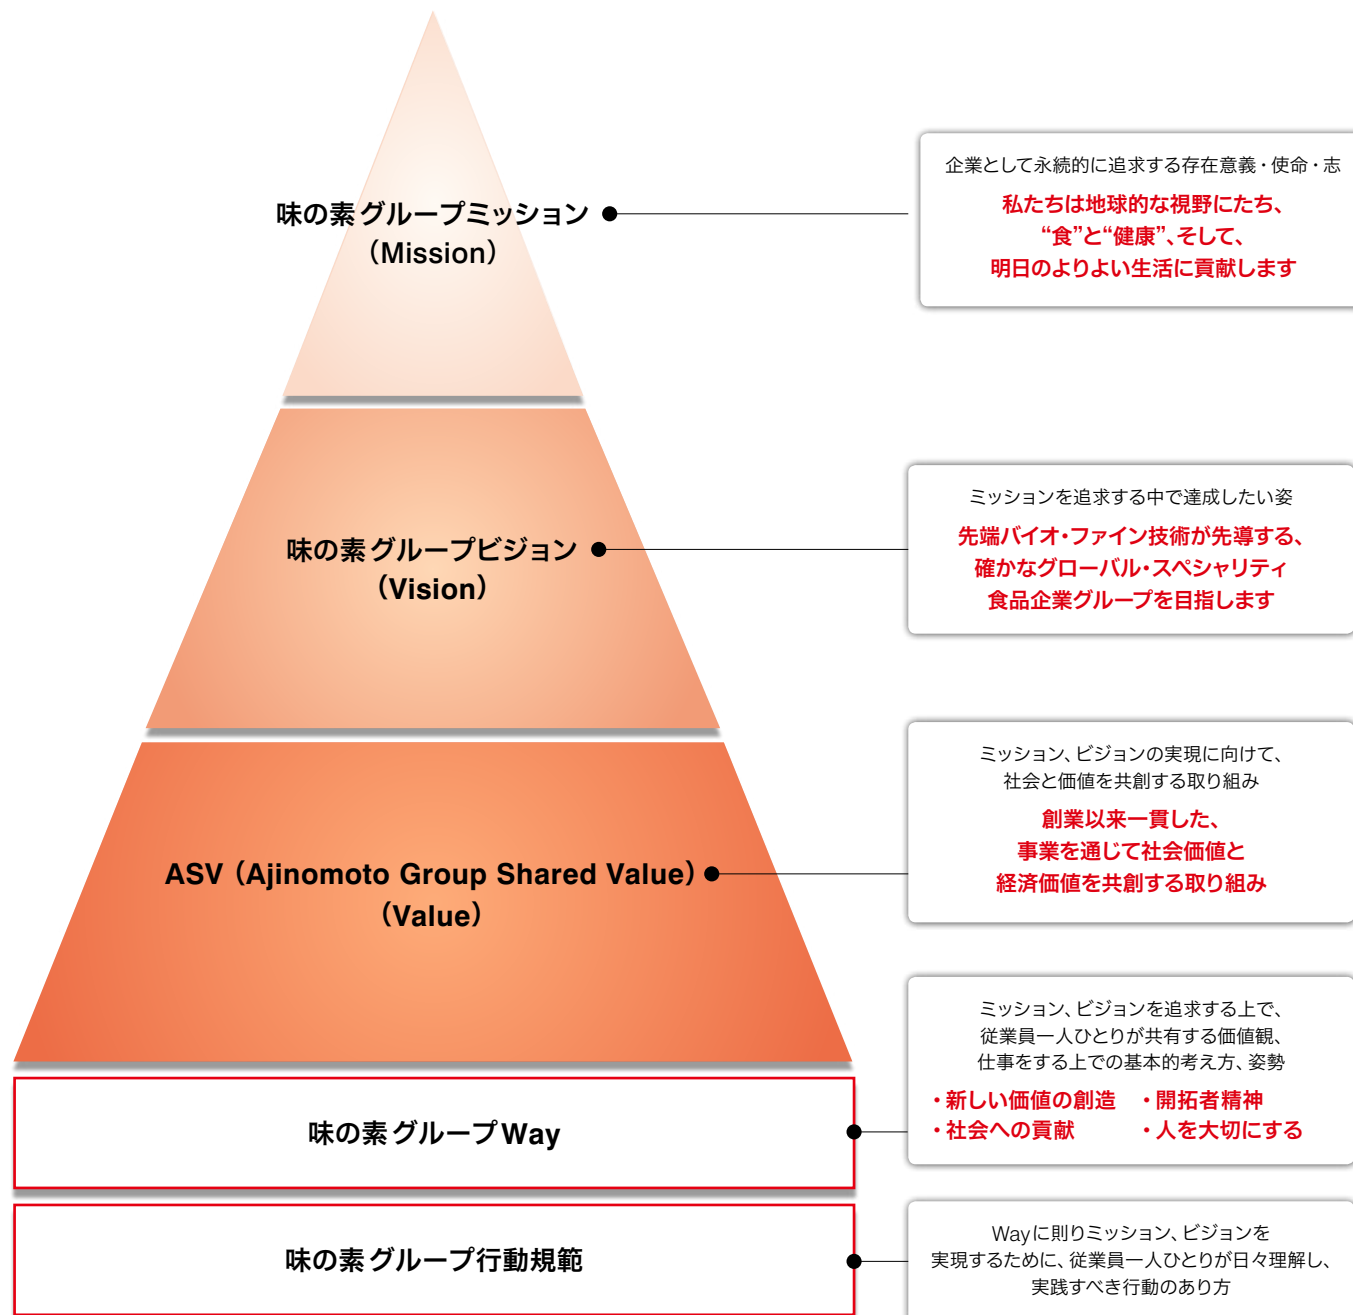 味の素グループミッション
（Mission）
企業として永続的に追求する存在意義・使命・志
私たちは地球的な視野にたち、
“食”と“健康”、そして、
明日のよりよい生活に貢献します
味の素グループビジョン
（Vision）
ミッションを追求する中で達成したい姿
先端バイオ・ファイン技術が先導する、
確かなグローバル・スペシャリティ
食品企業グループを目指します
ASV（Ajinomoto Group Shared Value）
（Value）
ミッション、ビジョンの実現に向けて、
社会と価値を共創する取り組み
創業以来一貫した、
事業を通じて社会価値と
経済価値を共創する取り組み
味の素グループWay
ミッション、ビジョンを追求する上で、
従業員一人ひとりが共有する価値観、
仕事をする上での基本的考え方、姿勢
・新しい価値の創造 ・開拓者精神
・社会への貢献 ・人を大切にする
味の素グループ行動規範
Wayに則りミッション、ビジョンを
実現するために、従業員一人ひとりが日々理解し、
実践すべき行動のあり方